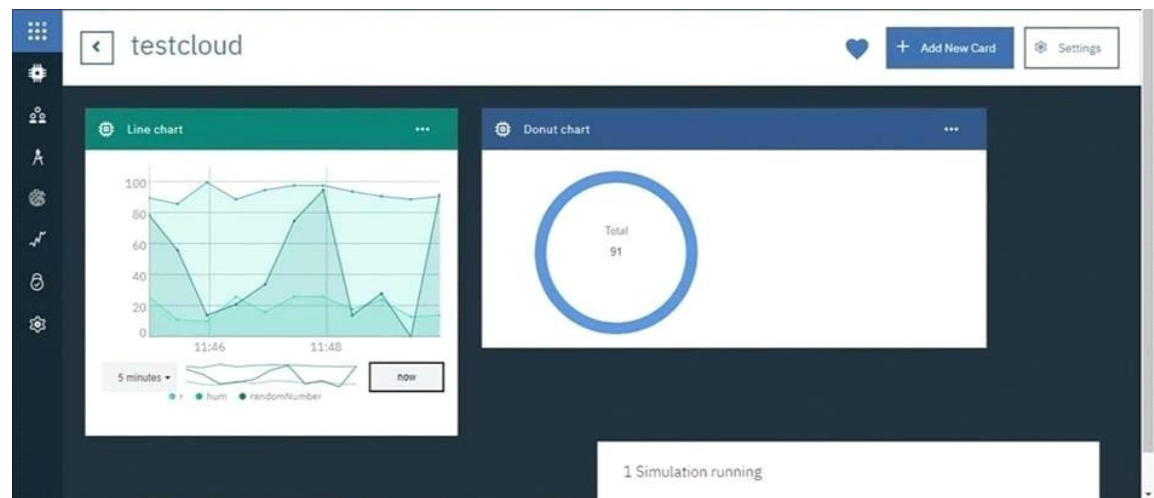 testcloud
+ Add New Card
Settings
Line chart
Donut chart
100
80
60
40
20
0
11:46 11:48
Total
91
5 minutes
now
r hum randomNumber
1 Simulation running